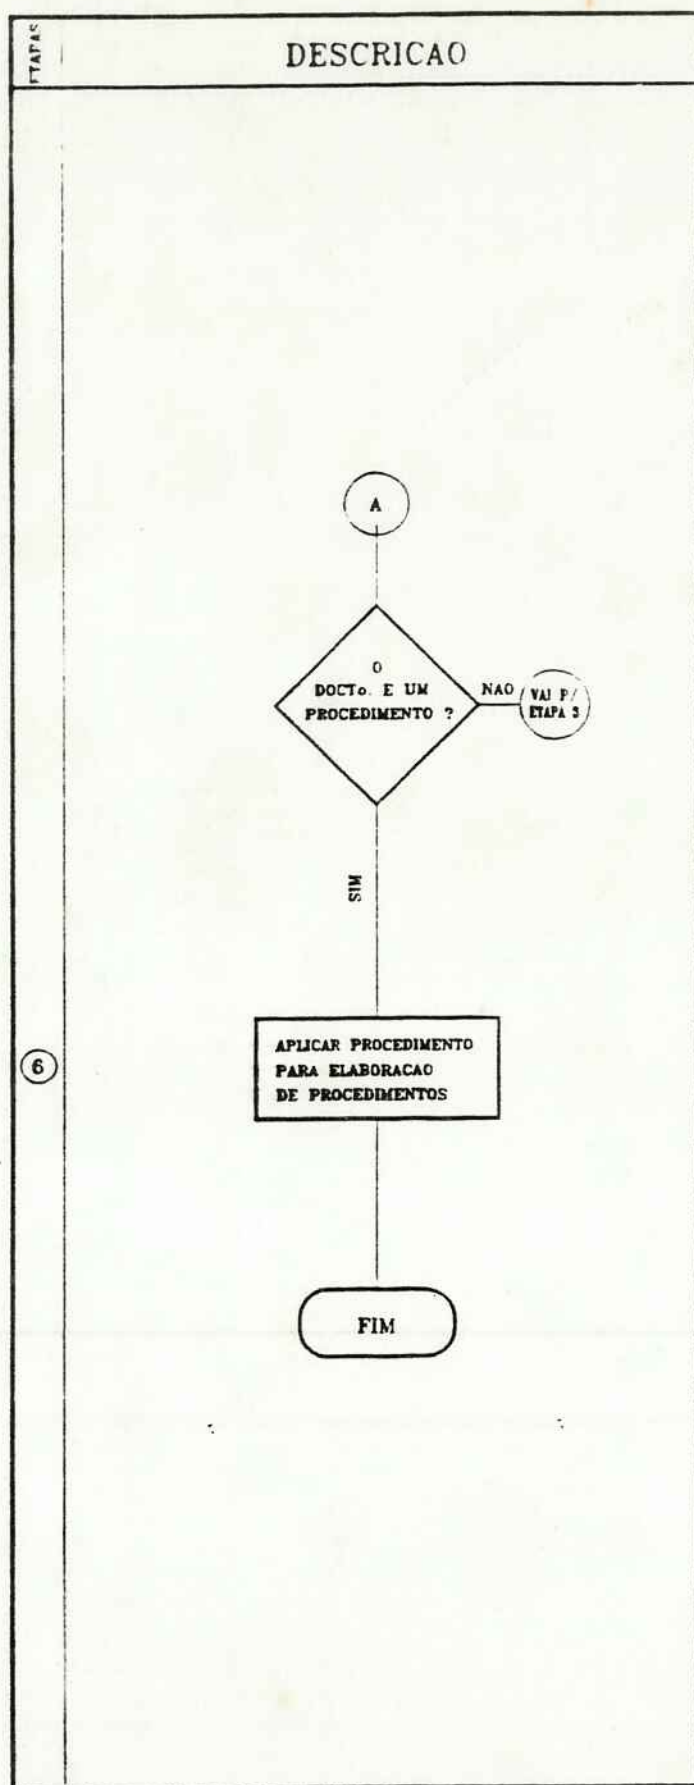 ETAPAS
DESCRICAO
A
O
DOCTo. E UM
PROCEDIMENTO ?
NAO
VAI P/
ETAPA 3
SIM
6
APLICAR PROCEDIMENTO
PARA ELABORACAO
DE PROCEDIMENTOS
FIM